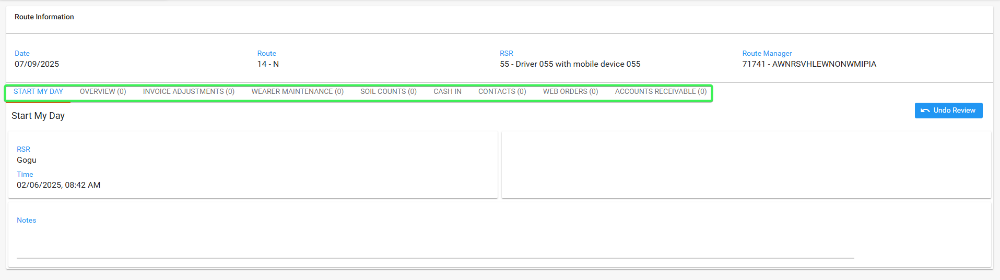 Route Information
Date Route RSR Route Manager
07/09/2025 14 - N 55 - Driver 055 with mobile device 055 71741 - AWNRSVHLEWNONWMIPIA
START MY DAY OVERVIEW (0) INVOICE ADJUSTMENTS (0) WEARER MAINTENANCE (0) SOIL COUNTS (0) CASH IN CONTACTS (0) WEB ORDERS (0) ACCOUNTS RECEIVABLE (0)
Start My Day Undo Review
RSR
Gogu
Time
02/06/2025, 08:42 AM
Notes